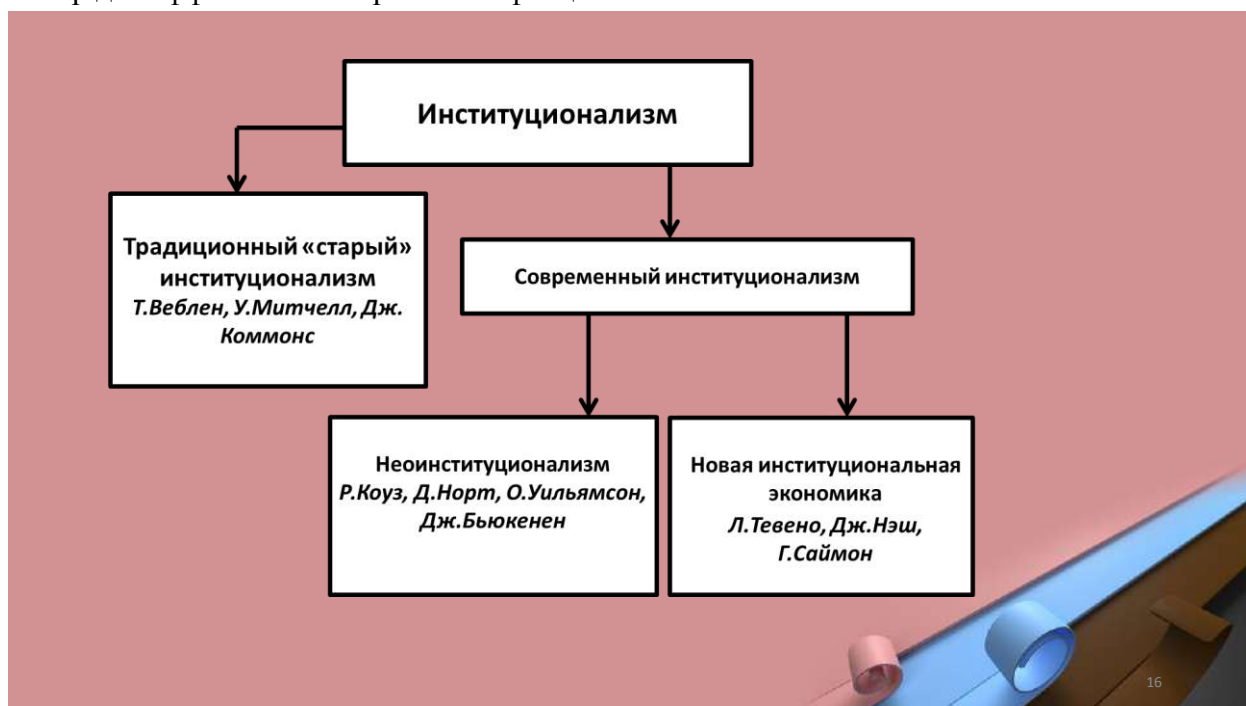 Институционализм
Традиционный «старый»
институционализм
Т.Веблен, У.Митчелл, Дж.
Коммонс
Современный институционализм
Неоинституционализм
Р.Коуз, Д.Норт, О.Уильямсон,
Дж.Бьюкенен
Новая институциональная
экономика
Л.Тевено, Дж.Нэш,
Г.Саймон
16